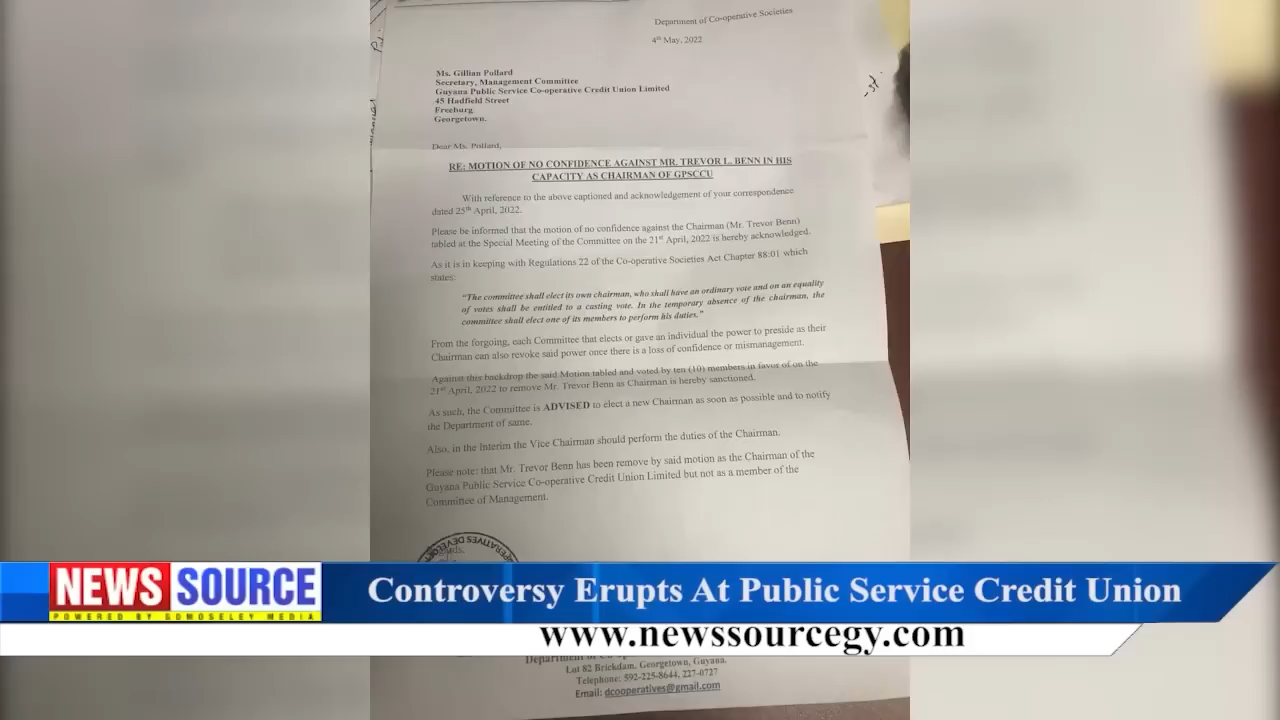 Department of Co-operative Societies
4th May, 2022
Ms. Gillian Pollard
Secretary, Management Committee
Guyana Public Service Co-operative Credit Union Limited
45 Hadfield Street
Freeburg
Georgetown.
Dear Ms. Pollard,
RE: MOTION OF NO CONFIDENCE AGAINST MR. TREVOR L. BENN IN HIS
CAPACITY AS CHAIRMAN OF GPSCCU
With reference to the above captioned and acknowledgement of your correspondence
dated 25th April, 2022.
Please be informed that the motion of no confidence against the Chairman (Mr. Trevor Benn)
tabled at the Special Meeting of the Committee on the 21st April, 2022 is hereby acknowledged.
As it is in keeping with Regulations 22 of the Co-operative Societies Act Chapter 88:01 which
states:
"The committee shall elect its own chairman, who shall have an ordinary vote and on an equality
of votes shall be entitled to a casting vote. In the temporary absence of the chairman, the
committee shall elect one of its members to perform his duties."
From the forgoing, each Committee that elects or gave an individual the power to preside as their
Chairman can also revoke said power once there is a loss of confidence or mismanagement.
Against this backdrop the said Motion tabled and voted by ten (10) members in favor of on the
21st April, 2022 to remove Mr. Trevor Benn as Chairman is hereby sanctioned.
As such, the Committee is ADVISED to elect a new Chairman as soon as possible and to notify
the Department of same.
Also, in the Interim the Vice Chairman should perform the duties of the Chairman.
Please note: that Mr. Trevor Benn has been remove by said motion as the Chairman of the
Guyana Public Service Co-operative Credit Union Limited but not as a member of the
Committee of Management.
NEWS SOURCE
POWERED BY GDMOSELEY MEDIA
Controversy Erupts At Public Service Credit Union
www.newssourcegy.com
Lot 82 Brickdam, Georgetown, Guyana.
Telephone: 592-225-8644, 227-0727
Email: dcooperatives@gmail.com